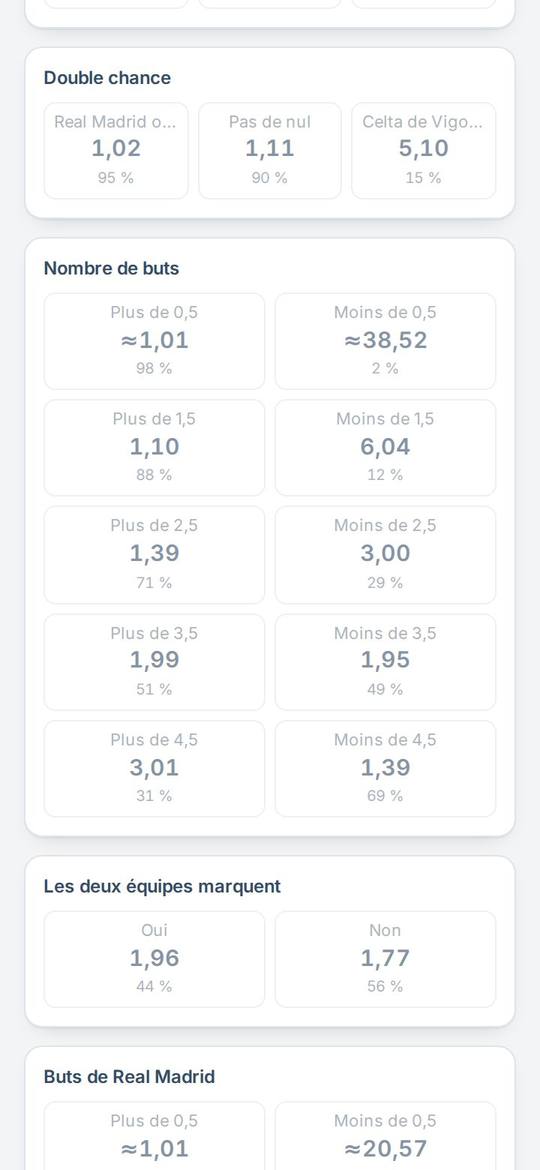 Double chance
Real Madrid o... Pas de nul Celta de Vigo...
1,02 1,11 5,10
95 % 90 % 15 %
Nombre de buts
Plus de 0,5 Moins de 0,5
≈1,01 ≈38,52
98 % 2 %
Plus de 1,5 Moins de 1,5
1,10 6,04
88 % 12 %
Plus de 2,5 Moins de 2,5
1,39 3,00
71 % 29 %
Plus de 3,5 Moins de 3,5
1,99 1,95
51 % 49 %
Plus de 4,5 Moins de 4,5
3,01 1,39
31 % 69 %
Les deux équipes marquent
Oui Non
1,96 1,77
44 % 56 %
Buts de Real Madrid
Plus de 0,5 Moins de 0,5
≈1,01 ≈20,57